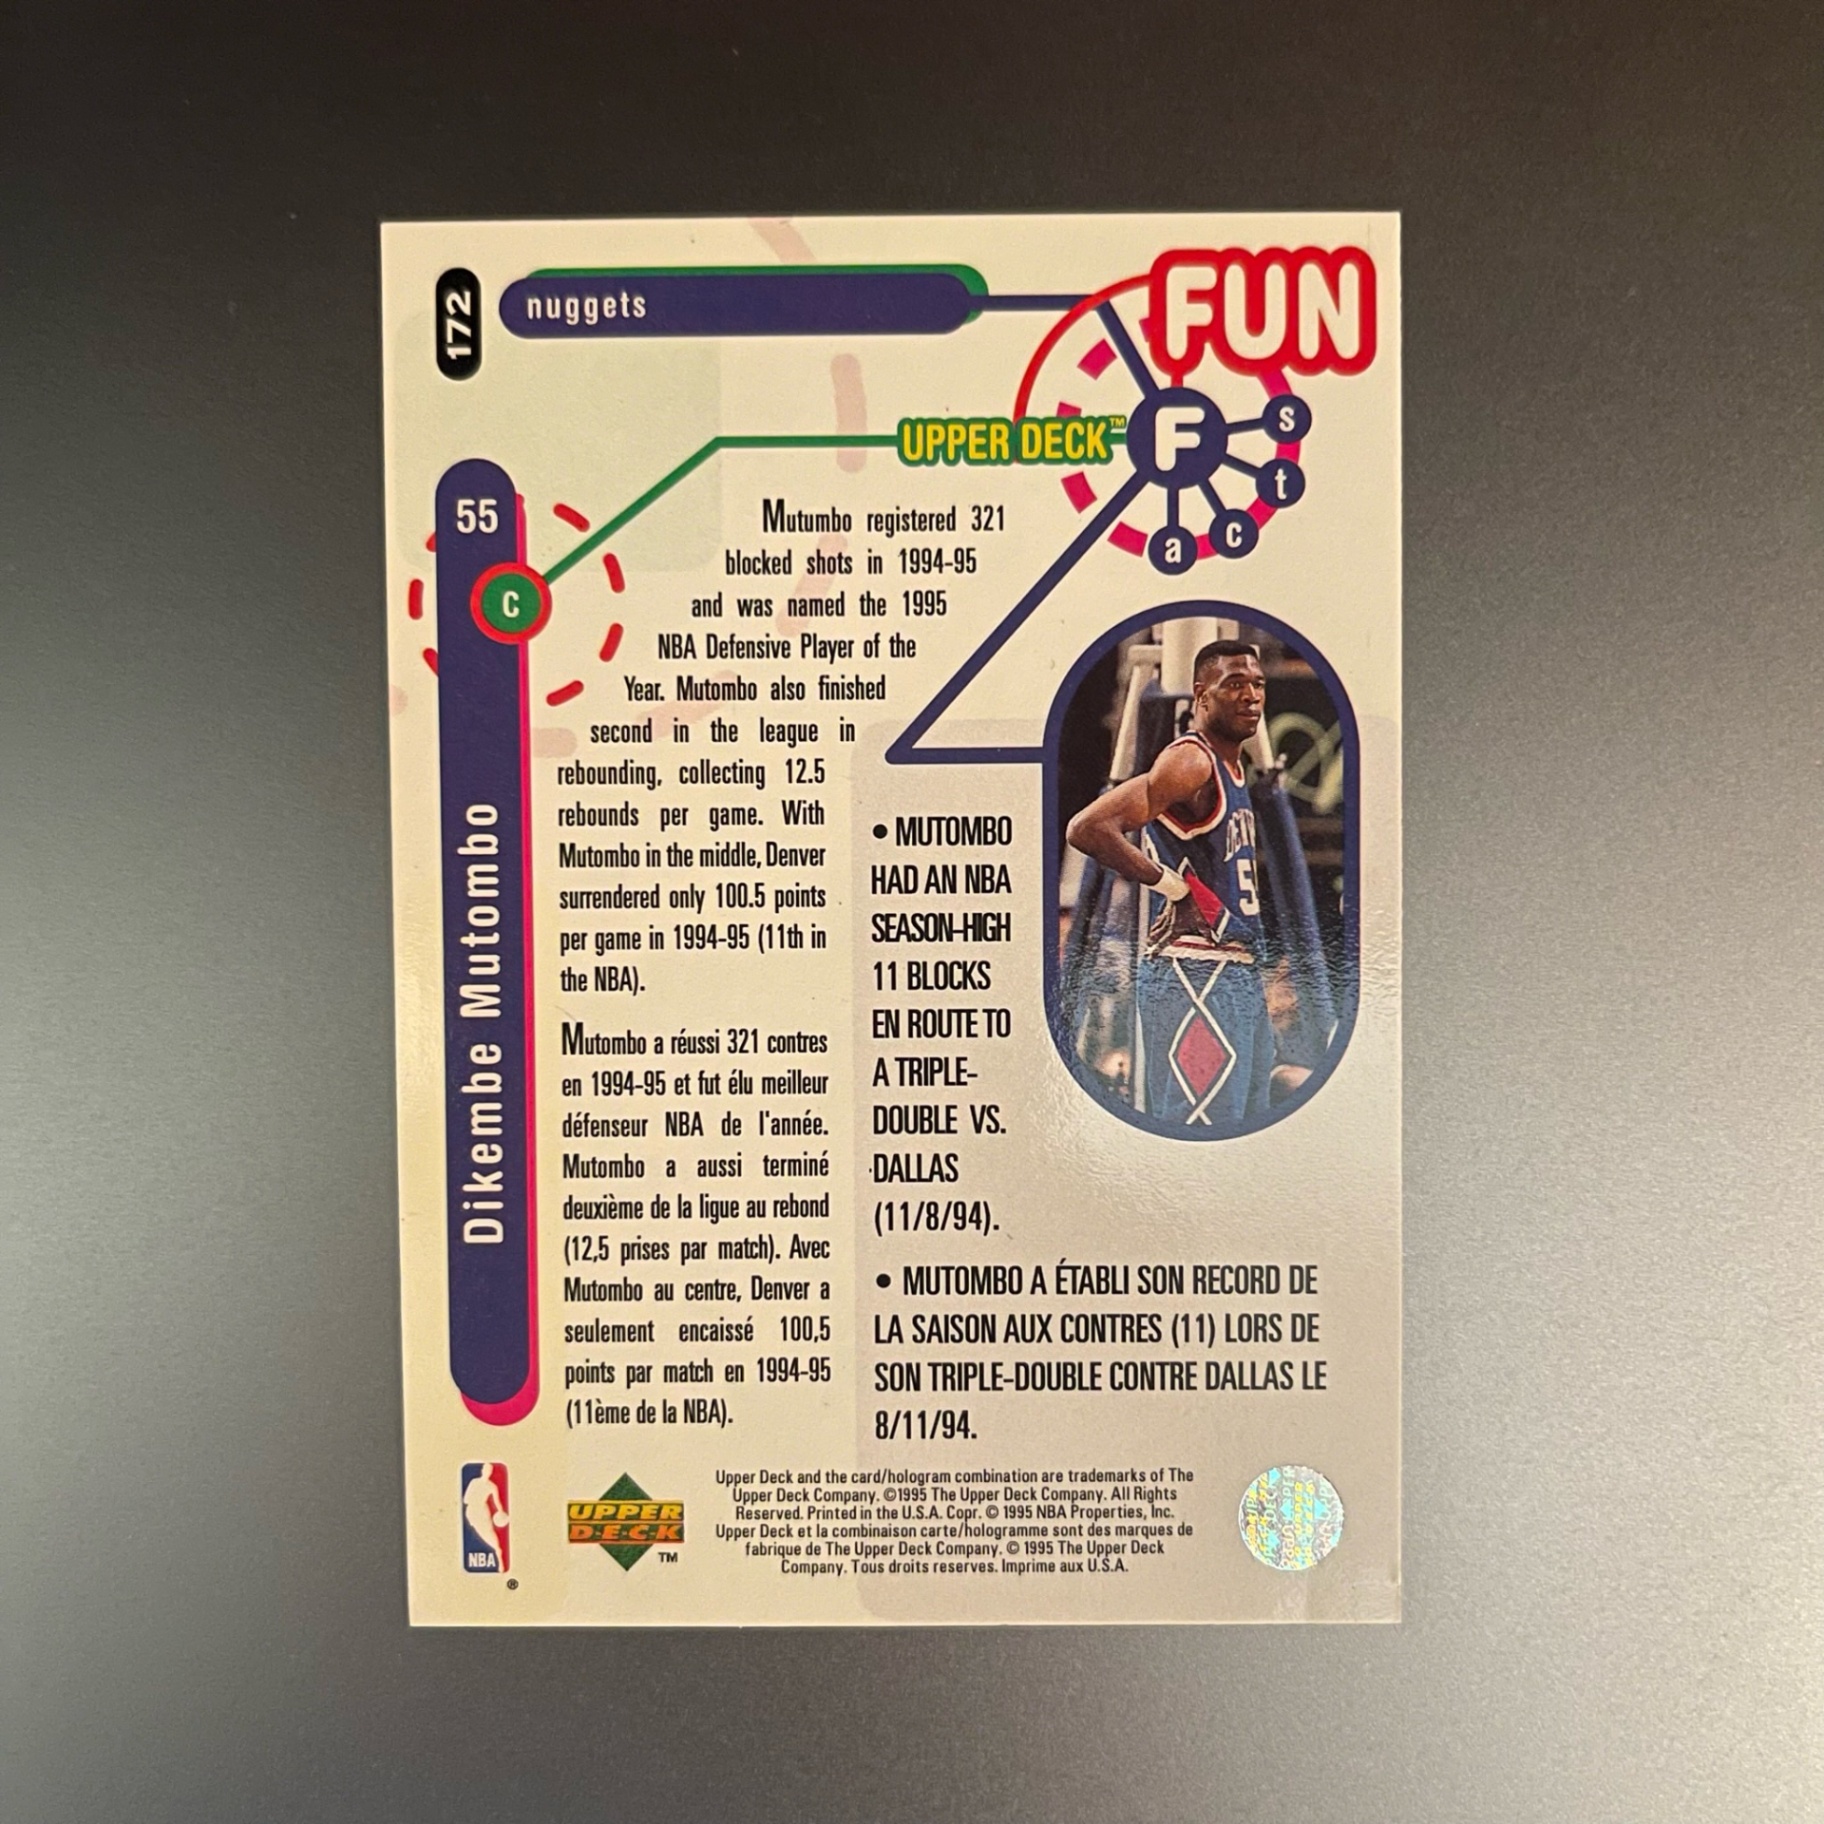 172
nuggets
FUN
UPPER DECK™
F
a
c
t
s
55
C
Dikembe Mutombo
Mutumbo registered 321
blocked shots in 1994-95
and was named the 1995
NBA Defensive Player of the
Year. Mutombo also finished
second in the league in
rebounding, collecting 12.5
rebounds per game. With
Mutombo in the middle, Denver
surrendered only 100.5 points
per game in 1994-95 (11th in
the NBA).
Mutombo a réussi 321 contres
en 1994-95 et fut élu meilleur
défenseur NBA de l'année.
Mutombo a aussi terminé
deuxième de la ligue au rebond
(12,5 prises par match). Avec
Mutombo au centre, Denver a
seulement encaissé 100,5
points par match en 1994-95
(11ème de la NBA).
• MUTOMBO
HAD AN NBA
SEASON-HIGH
11 BLOCKS
EN ROUTE TO
A TRIPLE-
DOUBLE VS.
DALLAS
(11/8/94).
• MUTOMBO A ÉTABLI SON RECORD DE
LA SAISON AUX CONTRES (11) LORS DE
SON TRIPLE-DOUBLE CONTRE DALLAS LE
8/11/94.
NBA
®
UPPER
D·E·C·K
TM
Upper Deck and the card/hologram combination are trademarks of The
Upper Deck Company. ©1995 The Upper Deck Company. All Rights
Reserved. Printed in the U.S.A. Copr. © 1995 NBA Properties, Inc.
Upper Deck et la combinaison carte/hologramme sont des marques de
fabrique de The Upper Deck Company. © 1995 The Upper Deck
Company. Tous droits reserves. Imprime aux U.S.A.